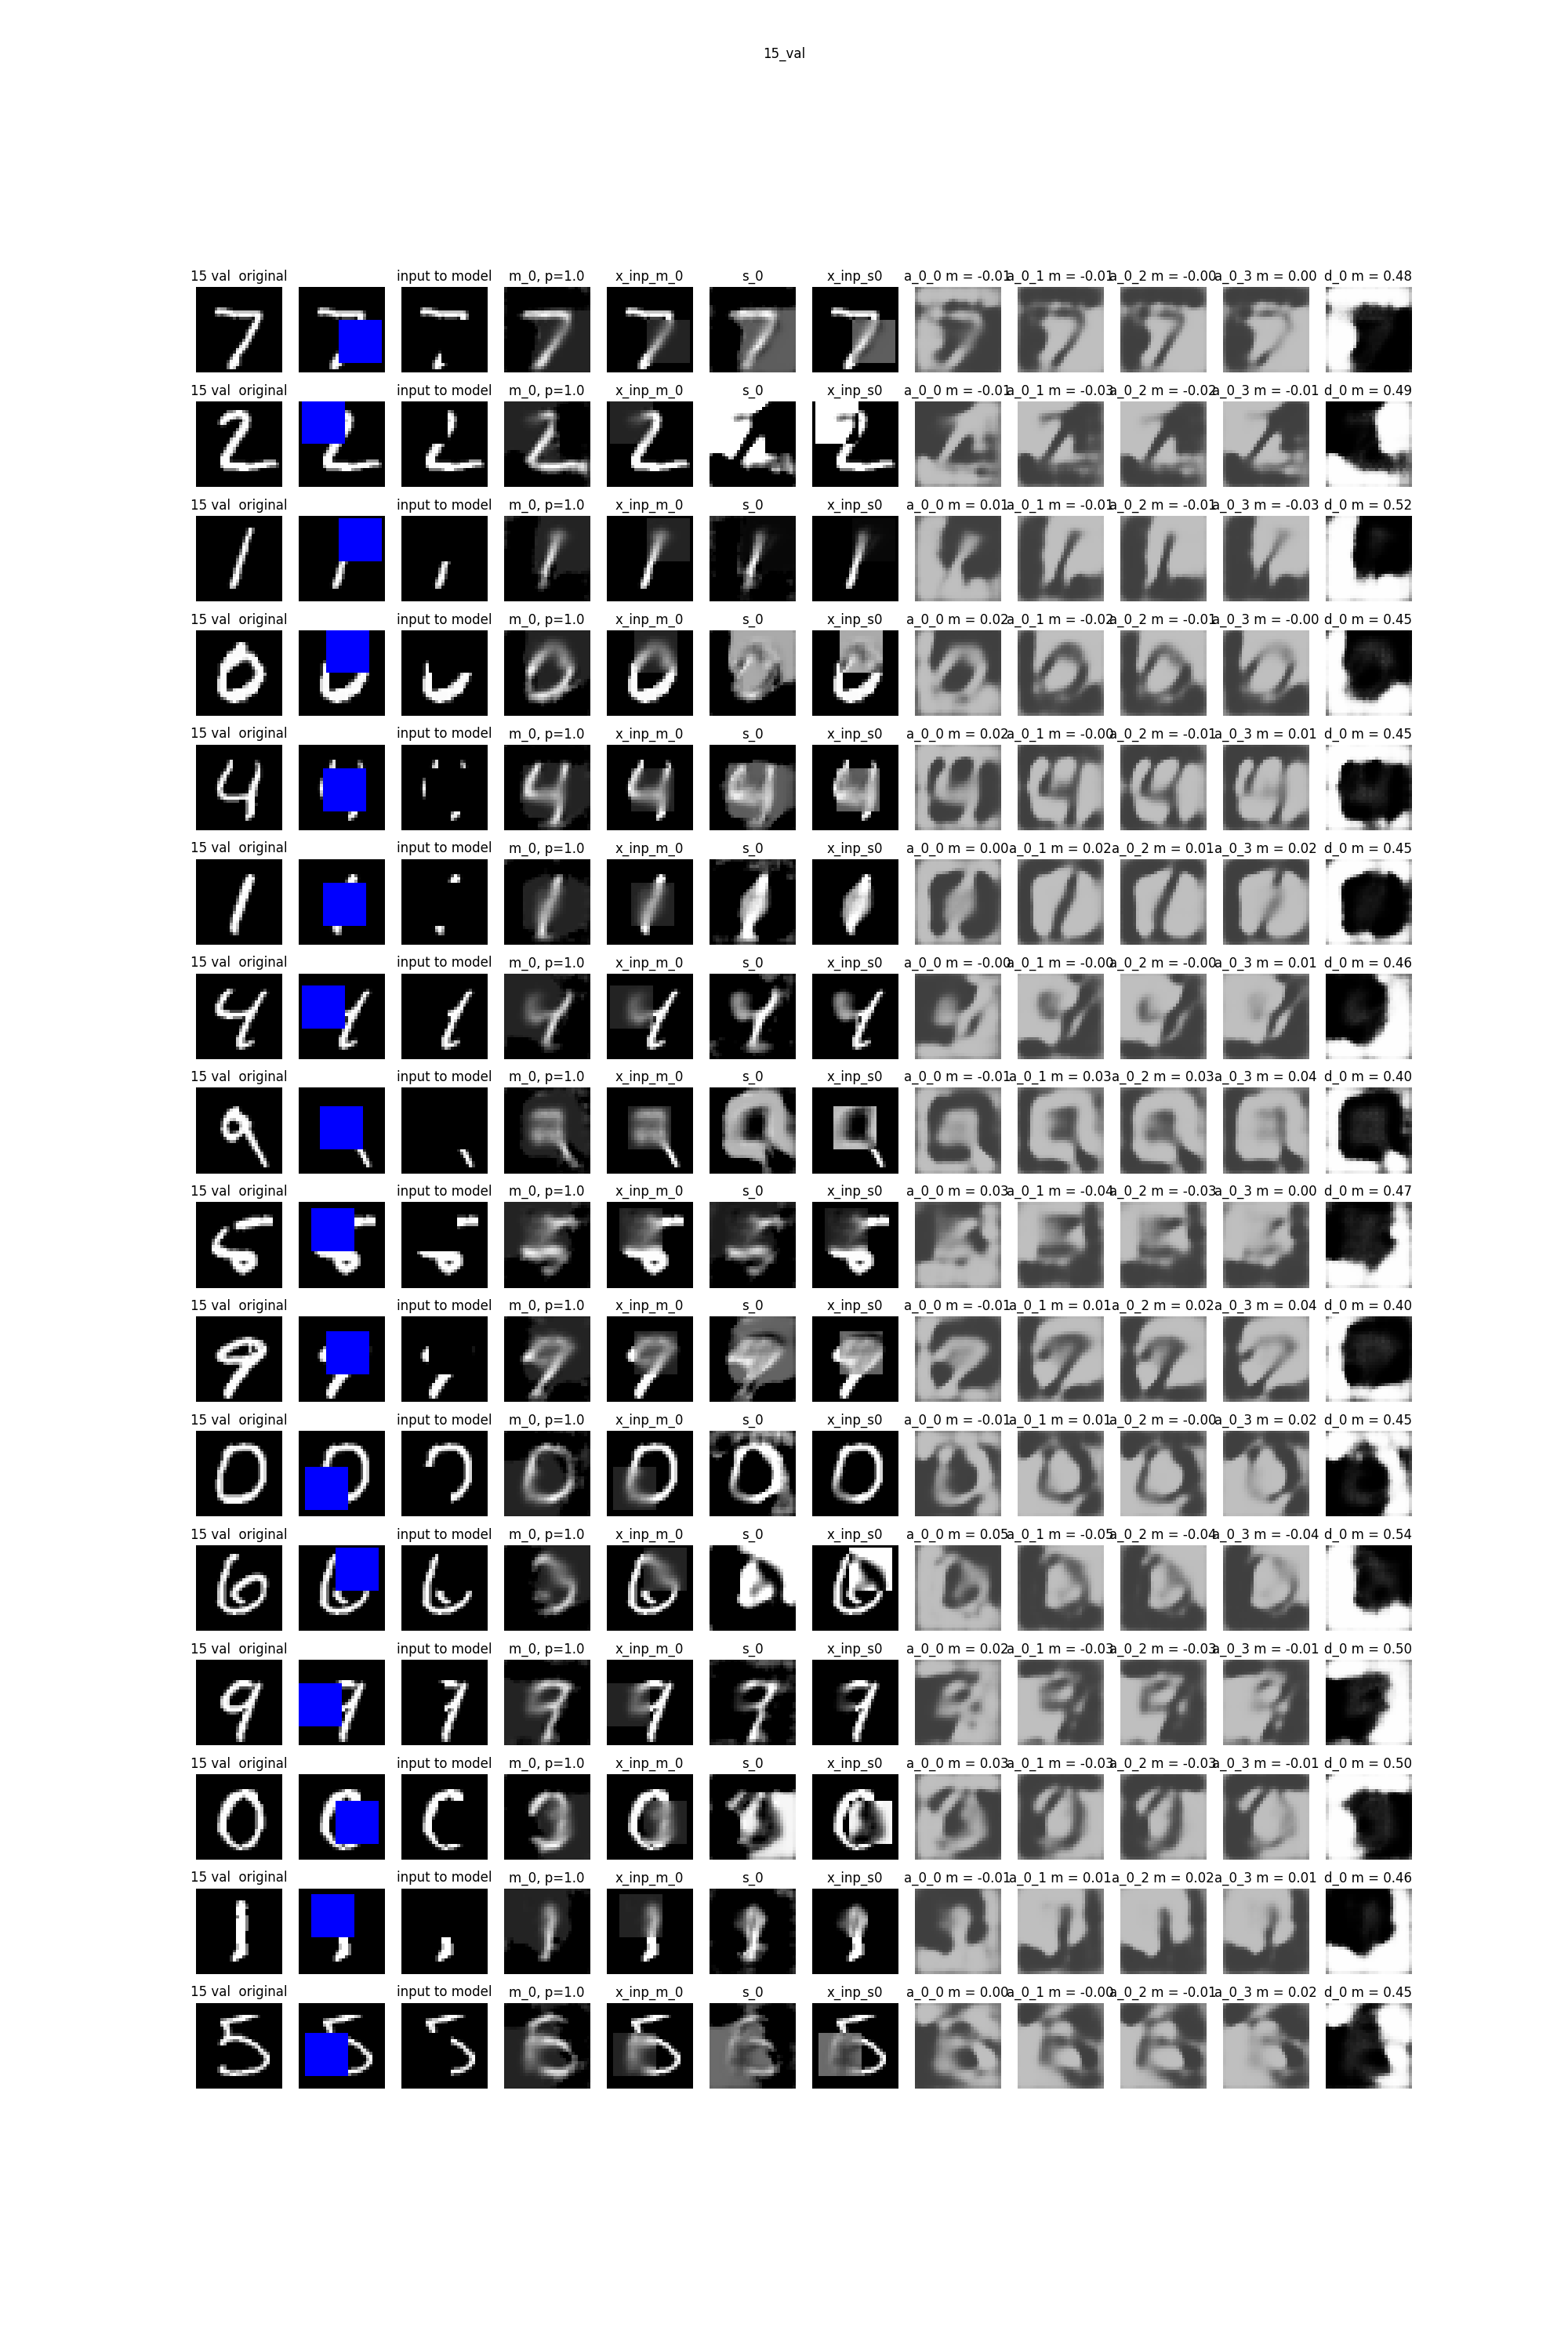 15_val
15 val original input to model m_0, p=1.0 x_inp_m_0 s_0 x_inp_s0 a_0_0 m = -0.01 a_0_1 m = -0.01 a_0_2 m = -0.00 a_0_3 m = 0.00 d_0 m = 0.48
15 val original input to model m_0, p=1.0 x_inp_m_0 s_0 x_inp_s0 a_0_0 m = -0.01 a_0_1 m = -0.03 a_0_2 m = -0.02 a_0_3 m = -0.01 d_0 m = 0.49
15 val original input to model m_0, p=1.0 x_inp_m_0 s_0 x_inp_s0 a_0_0 m = 0.01 a_0_1 m = -0.01 a_0_2 m = -0.01 a_0_3 m = -0.03 d_0 m = 0.52
15 val original input to model m_0, p=1.0 x_inp_m_0 s_0 x_inp_s0 a_0_0 m = 0.02 a_0_1 m = -0.02 a_0_2 m = -0.01 a_0_3 m = -0.00 d_0 m = 0.45
15 val original input to model m_0, p=1.0 x_inp_m_0 s_0 x_inp_s0 a_0_0 m = 0.02 a_0_1 m = -0.00 a_0_2 m = -0.01 a_0_3 m = 0.01 d_0 m = 0.45
15 val original input to model m_0, p=1.0 x_inp_m_0 s_0 x_inp_s0 a_0_0 m = 0.00 a_0_1 m = 0.02 a_0_2 m = 0.01 a_0_3 m = 0.02 d_0 m = 0.45
15 val original input to model m_0, p=1.0 x_inp_m_0 s_0 x_inp_s0 a_0_0 m = -0.00 a_0_1 m = -0.00 a_0_2 m = -0.00 a_0_3 m = 0.01 d_0 m = 0.46
15 val original input to model m_0, p=1.0 x_inp_m_0 s_0 x_inp_s0 a_0_0 m = -0.01 a_0_1 m = 0.03 a_0_2 m = 0.03 a_0_3 m = 0.04 d_0 m = 0.40
15 val original input to model m_0, p=1.0 x_inp_m_0 s_0 x_inp_s0 a_0_0 m = 0.03 a_0_1 m = -0.04 a_0_2 m = -0.03 a_0_3 m = 0.00 d_0 m = 0.47
15 val original input to model m_0, p=1.0 x_inp_m_0 s_0 x_inp_s0 a_0_0 m = -0.01 a_0_1 m = 0.01 a_0_2 m = 0.02 a_0_3 m = 0.04 d_0 m = 0.40
15 val original input to model m_0, p=1.0 x_inp_m_0 s_0 x_inp_s0 a_0_0 m = -0.01 a_0_1 m = 0.01 a_0_2 m = -0.00 a_0_3 m = 0.02 d_0 m = 0.45
15 val original input to model m_0, p=1.0 x_inp_m_0 s_0 x_inp_s0 a_0_0 m = 0.05 a_0_1 m = -0.05 a_0_2 m = -0.04 a_0_3 m = -0.04 d_0 m = 0.54
15 val original input to model m_0, p=1.0 x_inp_m_0 s_0 x_inp_s0 a_0_0 m = 0.02 a_0_1 m = -0.03 a_0_2 m = -0.03 a_0_3 m = -0.01 d_0 m = 0.50
15 val original input to model m_0, p=1.0 x_inp_m_0 s_0 x_inp_s0 a_0_0 m = 0.03 a_0_1 m = -0.03 a_0_2 m = -0.03 a_0_3 m = -0.01 d_0 m = 0.50
15 val original input to model m_0, p=1.0 x_inp_m_0 s_0 x_inp_s0 a_0_0 m = -0.01 a_0_1 m = 0.01 a_0_2 m = 0.02 a_0_3 m = 0.01 d_0 m = 0.46
15 val original input to model m_0, p=1.0 x_inp_m_0 s_0 x_inp_s0 a_0_0 m = 0.00 a_0_1 m = -0.00 a_0_2 m = -0.01 a_0_3 m = 0.02 d_0 m = 0.45